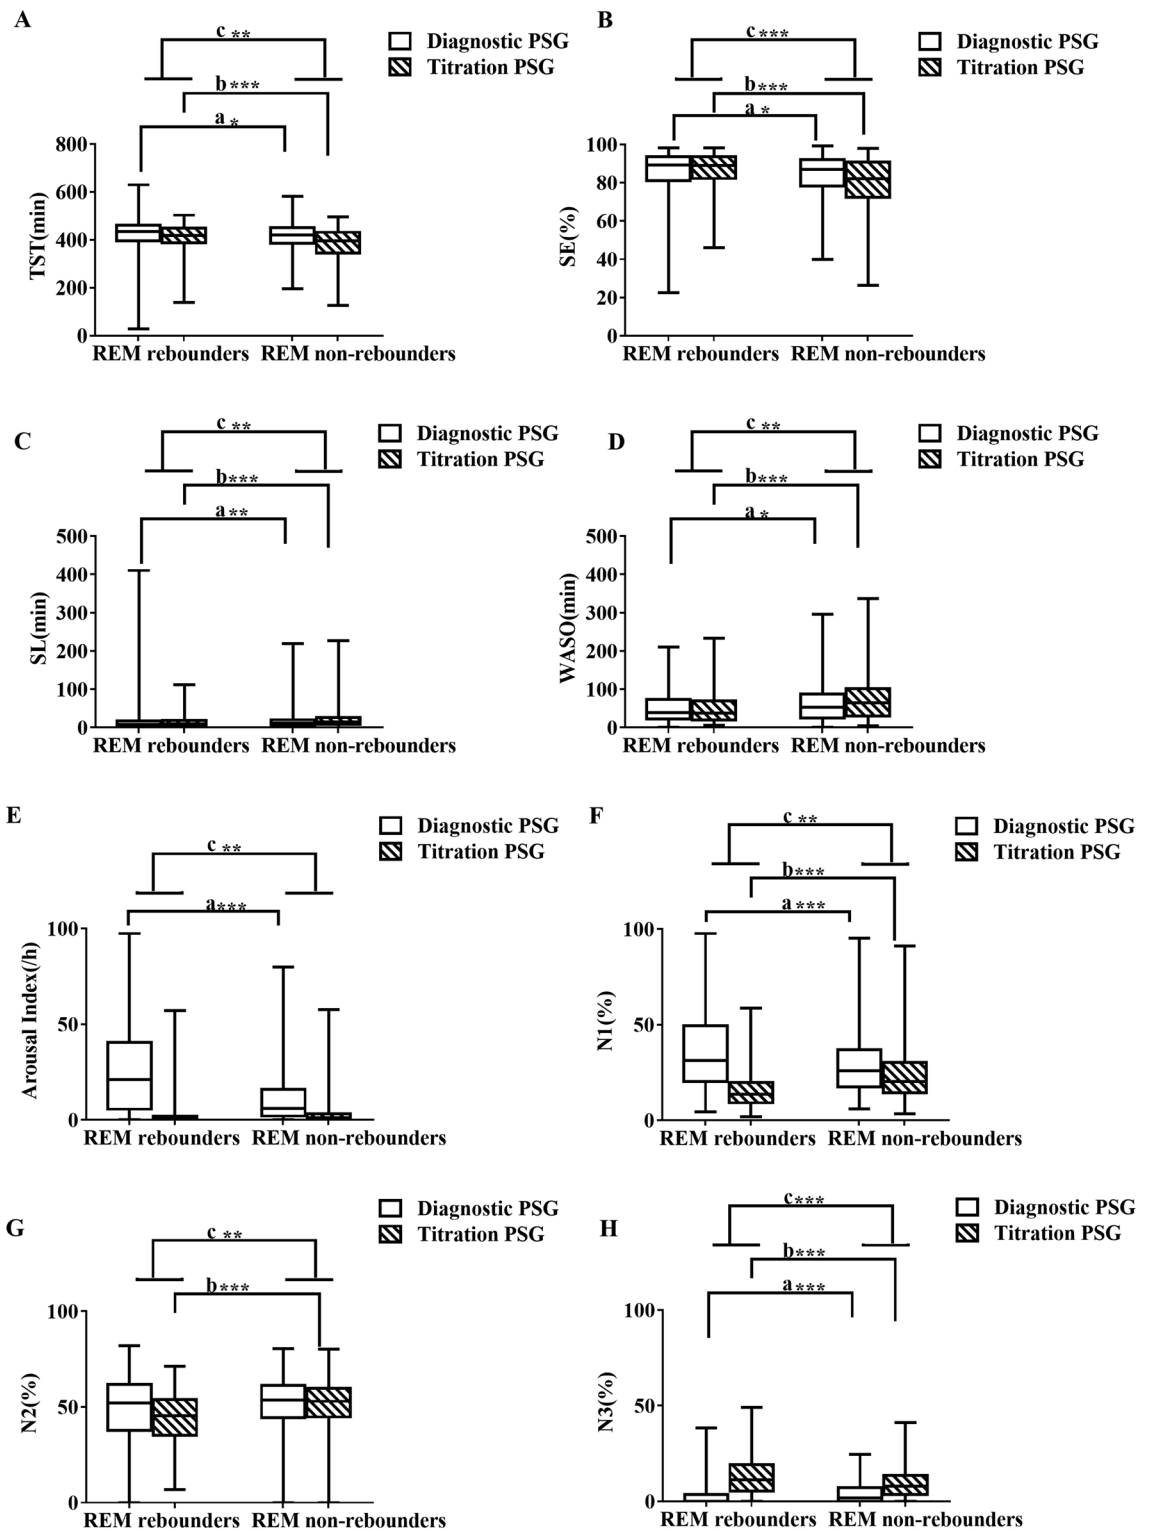 A
c **
Diagnostic PSG
Titration PSG
b***
a *
800
600
400
200
0
TST(min)
REM rebounders REM non-rebounders
B
c ***
Diagnostic PSG
Titration PSG
b***
a *
100
80
60
40
20
0
SE(%)
REM rebounders REM non-rebounders
C
c **
Diagnostic PSG
Titration PSG
b***
a **
500
400
300
200
100
0
SL(min)
REM rebounders REM non-rebounders
D
c **
Diagnostic PSG
Titration PSG
b***
a *
500
400
300
200
100
0
WASO(min)
REM rebounders REM non-rebounders
E
c **
Diagnostic PSG
Titration PSG
a***
100
50
0
Arousal Index(/h)
REM rebounders REM non-rebounders
F
c **
Diagnostic PSG
Titration PSG
b***
a ***
100
50
0
N1(%)
REM rebounders REM non-rebounders
G
c **
Diagnostic PSG
Titration PSG
b***
100
50
0
N2(%)
REM rebounders REM non-rebounders
H
c***
Diagnostic PSG
Titration PSG
b***
a ***
100
50
0
N3(%)
REM rebounders REM non-rebounders